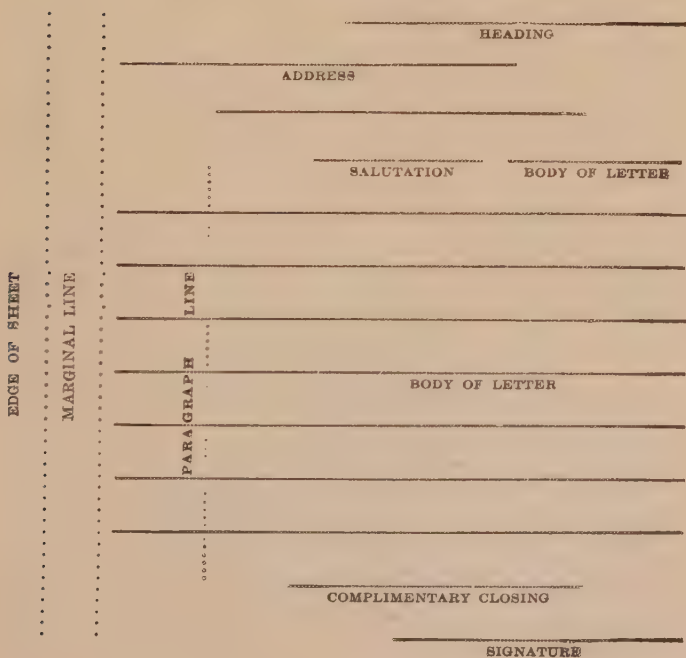 HEADING
ADDRESS
SALUTATION BODY OF LETTER
EDGE OF SHEET
MARGINAL LINE
PARAGRAPH LINE
BODY OF LETTER
COMPLIMENTARY CLOSING
SIGNATURE